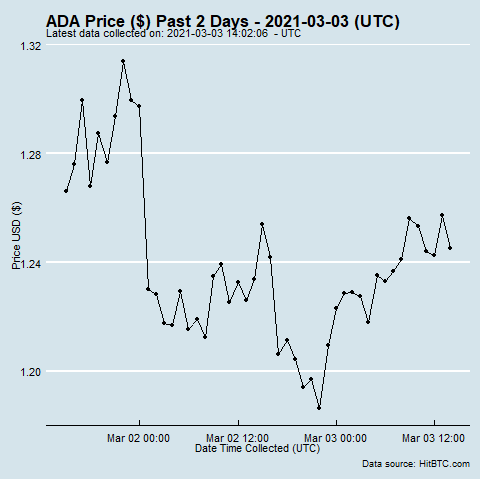 ADA Price ($) Past 2 Days - 2021-03-03 (UTC)
Latest data collected on: 2021-03-03 14:02:06  - UTC
1.32
1.28
1.24
1.20
Price USD ($)
Mar 02 00:00
Mar 02 12:00
Mar 03 00:00
Mar 03 12:00
Date Time Collected (UTC)
Data source: HitBTC.com